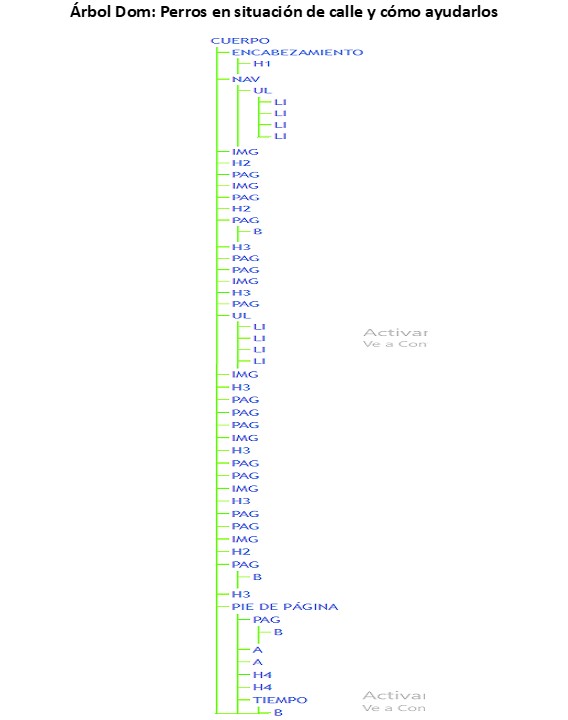 Árbol Dom: Perros en situación de calle y cómo ayudarlos
CUERPO
ENCABEZAMIENTO
H1
NAV
UL
LI
LI
LI
LI
IMG
H2
PAG
IMG
PAG
H2
PAG
B
H3
PAG
PAG
IMG
H3
PAG
UL
LI
LI
LI
LI
Activar
Ve a Con
IMG
H3
PAG
PAG
PAG
IMG
H3
PAG
PAG
IMG
H3
PAG
PAG
IMG
H2
PAG
B
H3
PIE DE PÁGINA
PAG
B
A
A
H4
H4
TIEMPO
B
Activar
Ve a Con